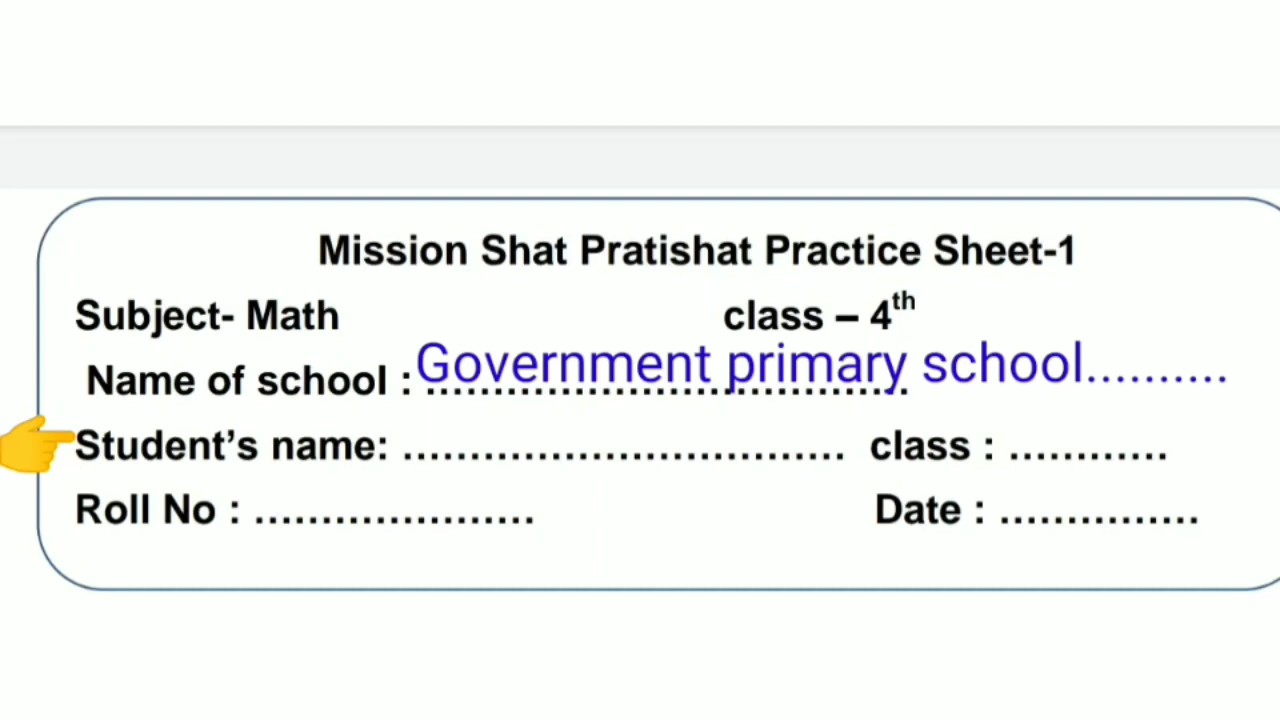 Mission Shat Pratishat Practice Sheet-1
Subject- Math class – 4th
Name of school : Government primary school..........
Student’s name: ................................. class : ............
Roll No : ..................... Date : ...............